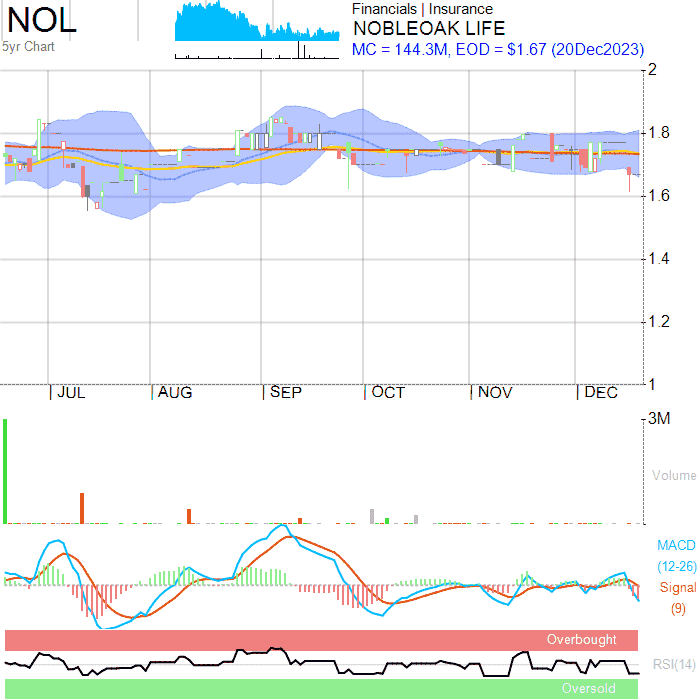 NOL
5yr Chart
Financials | Insurance
NOBLEOAK LIFE
MC = 144.3M, EOD = $1.67 (20Dec2023)
2
1.8
1.6
1.4
1.2
1
JUL AUG SEP OCT NOV DEC
3M
Volume
MACD
(12-26)
Signal
(9)
Overbought
RSI(14)
Oversold